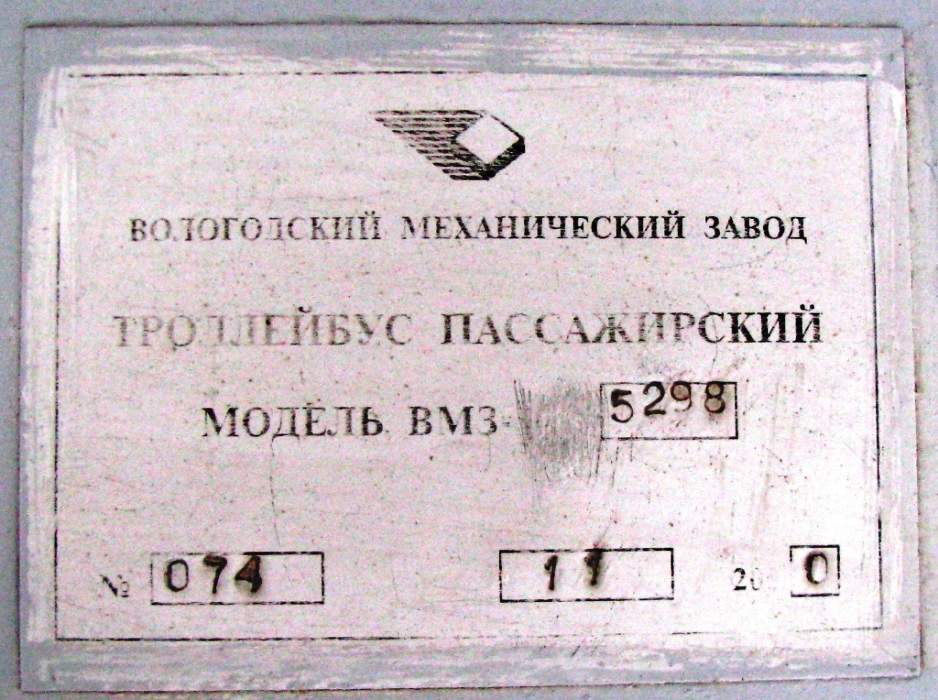 ВОЛОГОДСКИЙ МЕХАНИЧЕСКИЙ ЗАВОД
ТРОЛЛЕЙБУС ПАССАЖИРСКИЙ
МОДЕЛЬ ВМЗ- 5298
№ 074 11 20 0